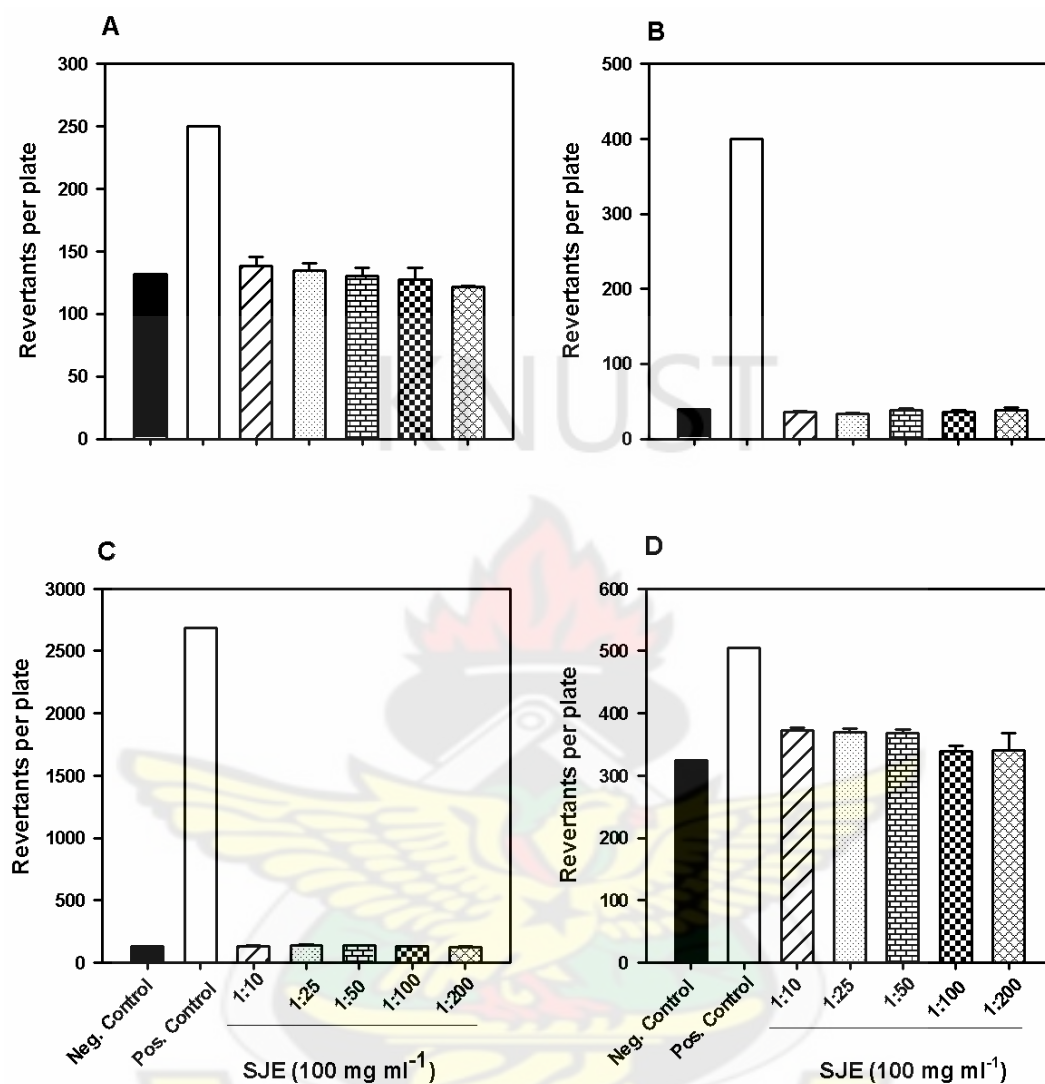 A
Revertants per plate
300
250
200
150
100
50
0
B
Revertants per plate
500
400
300
200
100
0
KNUST
C
Revertants per plate
3000
2500
2000
1500
1000
500
0
Neg. Control
Pos. Control
1:10
1:25
1:50
1:100
1:200
SJE (100 mg ml⁻¹)
D
Revertants per plate
600
500
400
300
200
100
0
Neg. Control
Pos. Control
1:10
1:25
1:50
1:100
1:200
SJE (100 mg ml⁻¹)